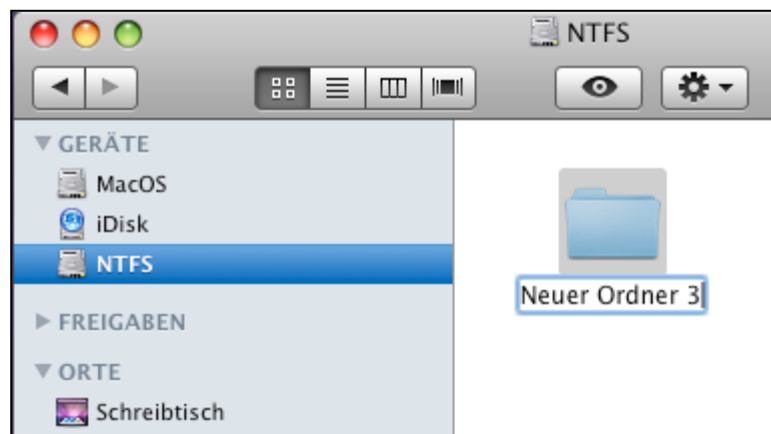 NTFS
GERÄTE
MacOS
iDisk
NTFS
FREIGABEN
ORTE
Schreibtisch
Neuer Ordner 3